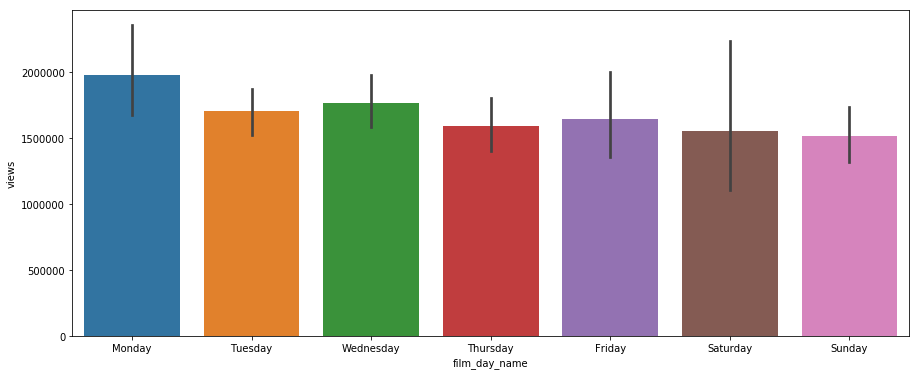 2000000
1500000
1000000
500000
0
views
Monday Tuesday Wednesday Thursday Friday Saturday Sunday
film_day_name